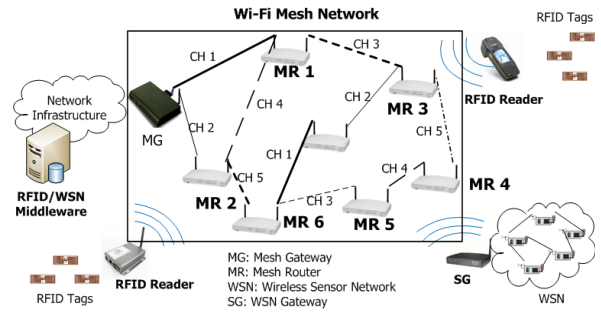 Wi-Fi Mesh Network
RFID Tags
CH 1
CH 3
MR 1
Network
Infrastructure
CH 4
CH 2
MR 3
RFID Reader
MG
CH 2
CH 1
CH 5
RFID/WSN
Middleware
CH 5
CH 4
MR 2
CH 3
MR 4
MR 6
MR 5
RFID Tags
RFID Reader
MG: Mesh Gateway
MR: Mesh Router
WSN: Wireless Sensor Network
SG: WSN Gateway
SG
WSN